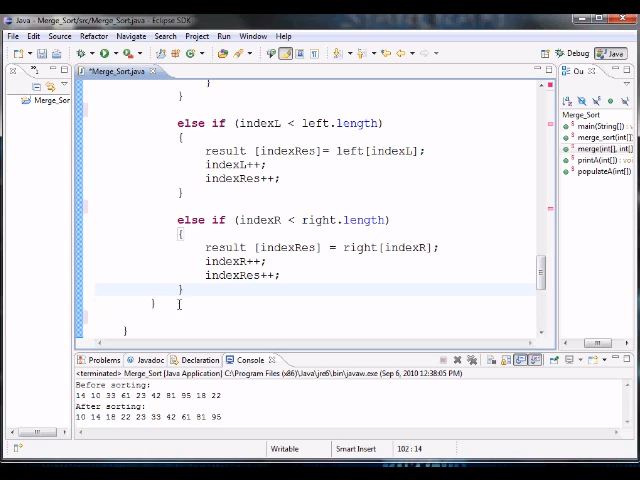 Java - Merge_Sort/src/Merge_Sort.java - Eclipse SDK
File Edit Source Refactor Navigate Search Project Run Window Help
Debug Java
*Merge_Sort.java
Ou
Merge_Sor
}
}
else if (indexL < left.length)
{
result [indexRes]= left[indexL];
indexL++;
indexRes++;
}
else if (indexR < right.length)
{
result [indexRes] = right[indexR];
indexR++;
indexRes++;
}
}
}
Merge_Sort
main(String[])
merge_sort(int[])
merge(int[], int[]
printA(int[]) : vo
populateA(int[])
Problems Javadoc Declaration Console
<terminated> Merge_Sort [Java Application] C:\Program Files (x86)\Java\jre6\bin\javaw.exe (Sep 6, 2010 12:38:05 PM)
Before sorting:
14 10 33 61 23 42 81 95 18 22
After sorting:
10 14 18 22 23 33 42 61 81 95
Writable Smart Insert 102 : 14